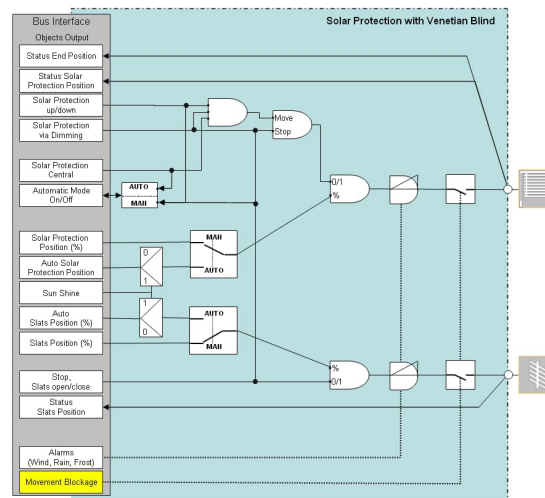 Bus Interface
Solar Protection with Venetian Blind
Objects Output
Status End Position
Status Solar
Protection Position
Solar Protection
up/down
Solar Protection
via Dimming
Move
Stop
Solar Protection
Central
Automatic Mode
On/Off
AUTO
MAH
0/1
%
Solar Protection
Position (%)
Auto Solar
Protection Position
Sun Shine
Auto
Slats Position (%)
Slats Position (%)
0
1
1
0
MAH
AUTO
AUTO
MAH
%
0/1
Stop,
Slats open/close
Status
Slats Position
Alarms
(Wind, Rain, Frost)
Movement Blockage